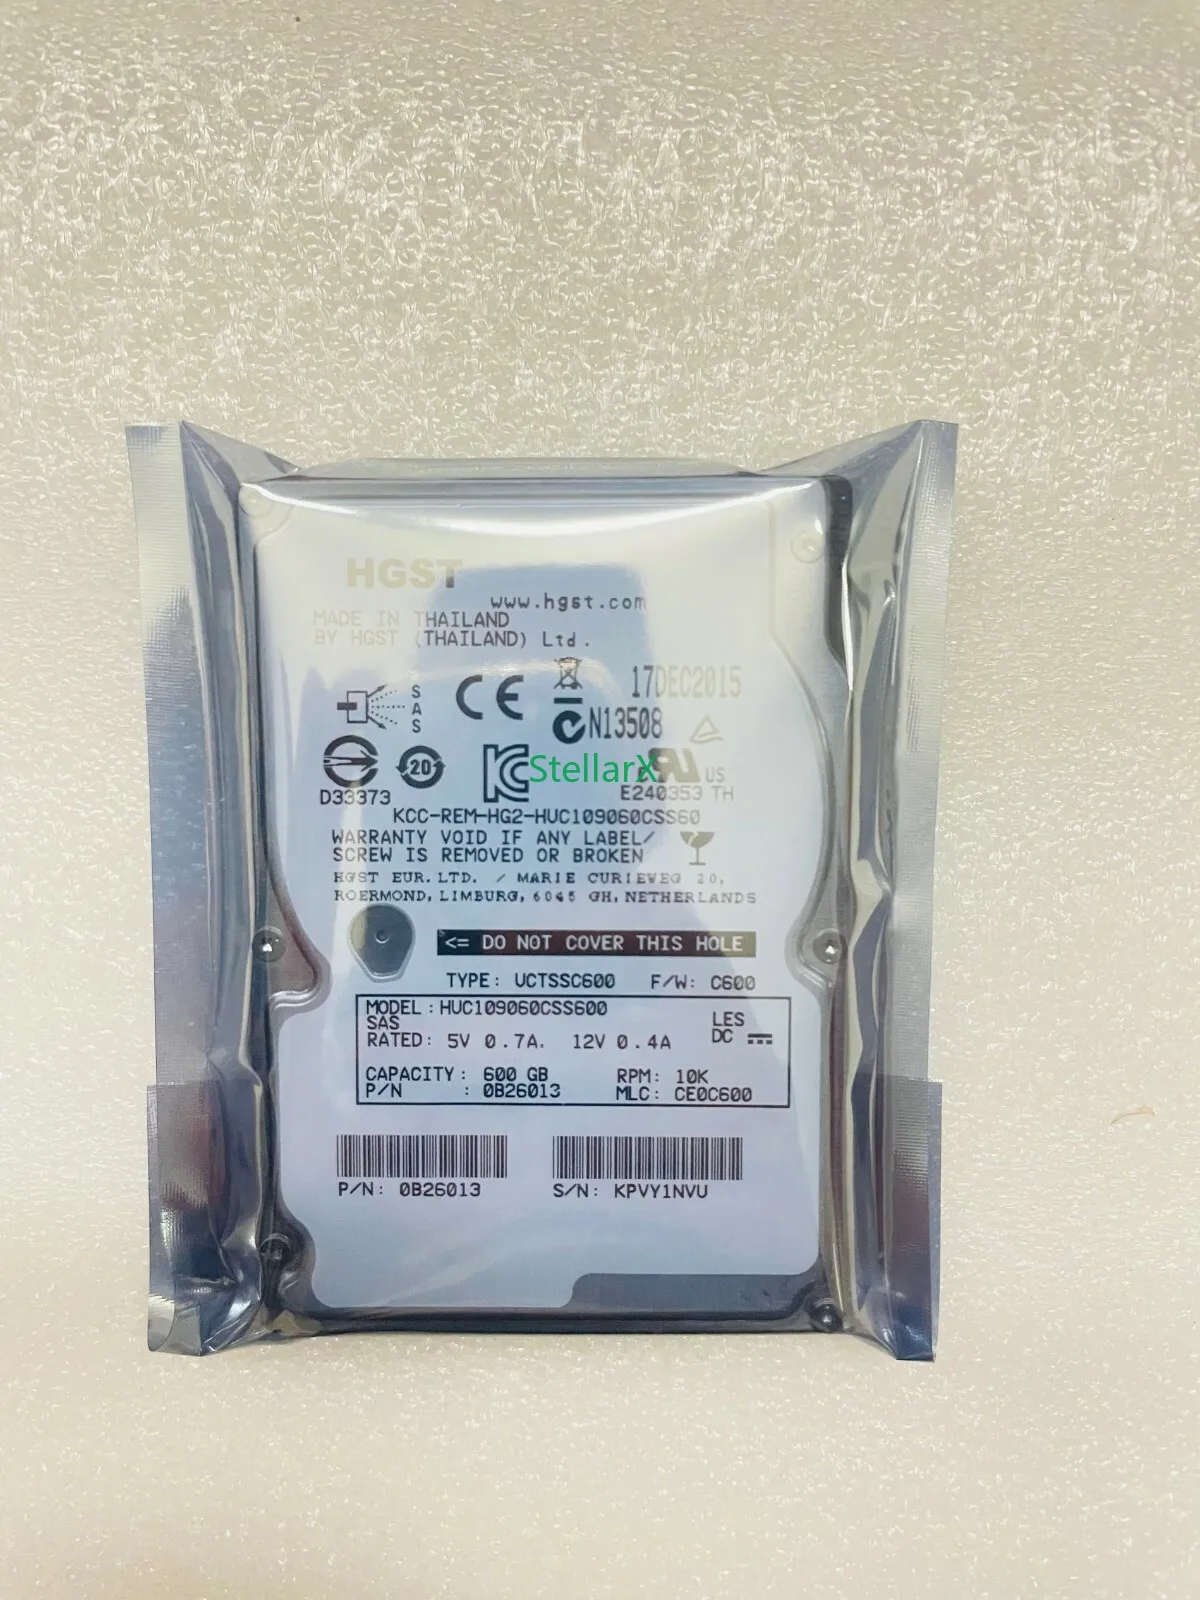 HGST
www.hgst.com
MADE IN THAILAND
BY HGST (THAILAND) Ltd.
SAS
17DEC2015
N13508
20
StellarX
US
D33373
E240353 TH
KCC-REM-HG2-HUC109060CSS60
WARRANTY VOID IF ANY LABEL/
SCREW IS REMOVED OR BROKEN
HGST EUR. LTD. / MARIE CURIEWEG 20,
ROERMOND, LIMBURG, 6045 GH, NETHERLANDS
<= DO NOT COVER THIS HOLE
TYPE: UCTSSC600 F/W: C600
MODEL: HUC109060CSS600
SAS LES
RATED: 5V 0.7A. 12V 0.4A DC
CAPACITY: 600 GB RPM: 10K
P/N : 0B26013 MLC: CE0C600
P/N: 0B26013 S/N: KPVY1NVU